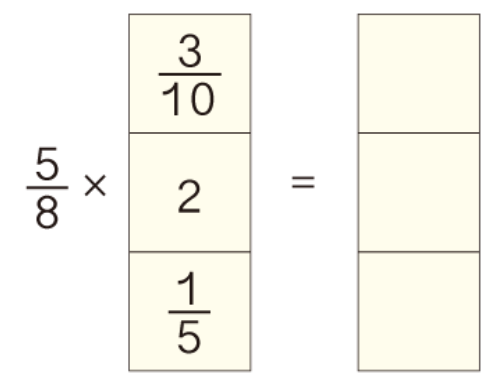 3/10
5/8 × 2 =
1/5